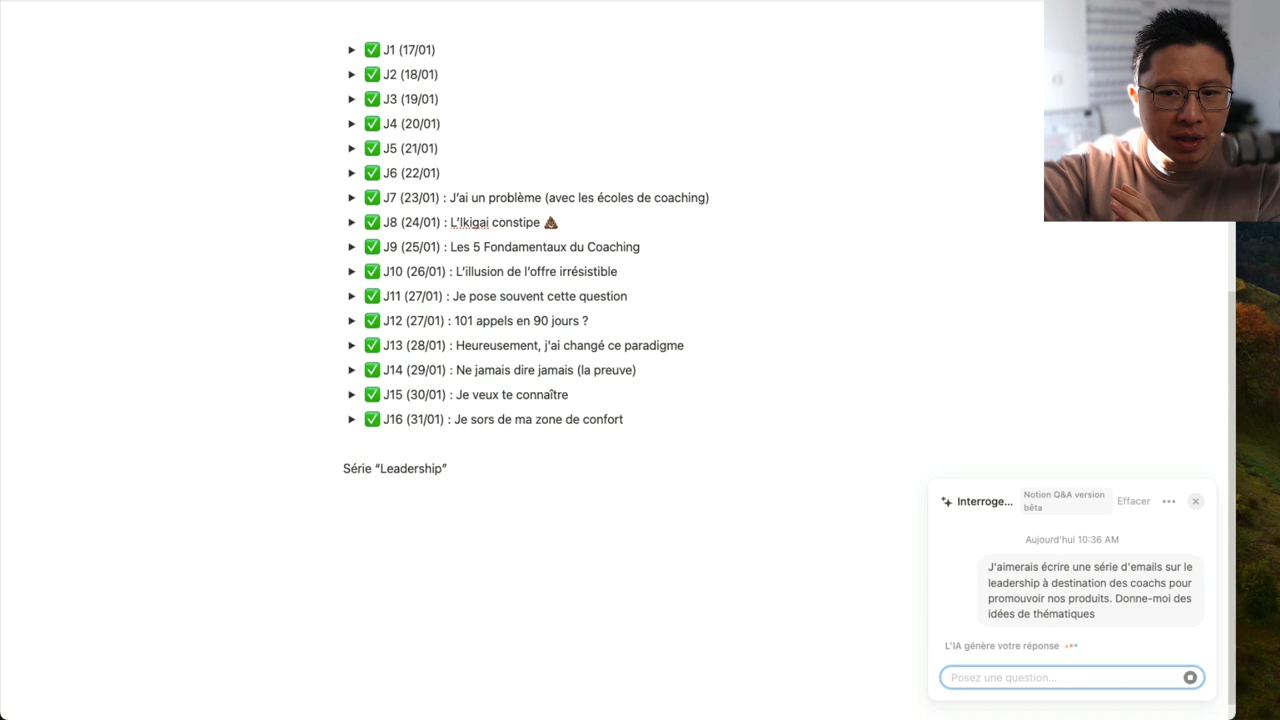 J1 (17/01)
J2 (18/01)
J3 (19/01)
J4 (20/01)
J5 (21/01)
J6 (22/01)
J7 (23/01) : J'ai un problème (avec les écoles de coaching)
J8 (24/01) : L'Ikigai constipe 💩
J9 (25/01) : Les 5 Fondamentaux du Coaching
J10 (26/01) : L'illusion de l'offre irrésistible
J11 (27/01) : Je pose souvent cette question
J12 (27/01) : 101 appels en 90 jours ?
J13 (28/01) : Heureusement, j'ai changé ce paradigme
J14 (29/01) : Ne jamais dire jamais (la preuve)
J15 (30/01) : Je veux te connaître
J16 (31/01) : Je sors de ma zone de confort
Série “Leadership”
Interroge... Notion Q&A version bêta Effacer
Aujourd'hui 10:36 AM
J'aimerais écrire une série d'emails sur le
leadership à destination des coachs pour
promouvoir nos produits. Donne-moi des
idées de thématiques
L'IA génère votre réponse
Posez une question...